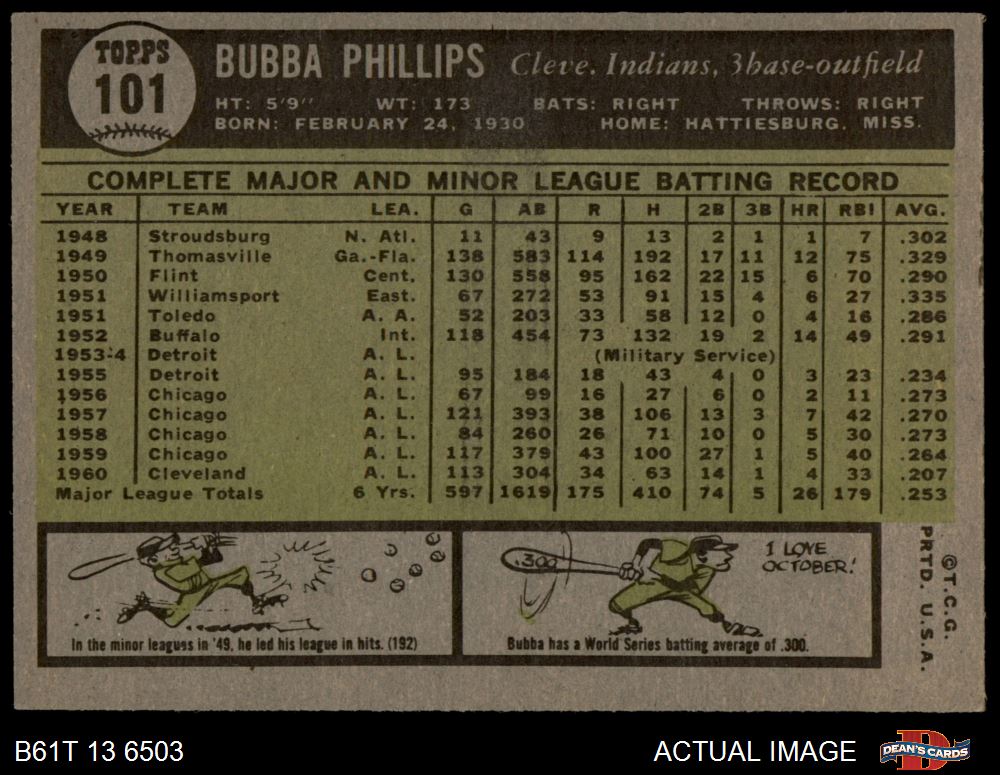 TOPPS
101
BUBBA PHILLIPS Cleve. Indians, 3base-outfield
HT: 5'9" WT: 173 BATS: RIGHT THROWS: RIGHT
BORN: FEBRUARY 24, 1930 HOME: HATTIESBURG, MISS.
COMPLETE MAJOR AND MINOR LEAGUE BATTING RECORD
YEAR TEAM LEA. G AB R H 2B 3B HR RBI AVG.
1948 Stroudsburg N. Atl. 11 43 9 13 2 1 1 7 .302
1949 Thomasville Ga.-Fla. 138 583 114 192 17 11 12 75 .329
1950 Flint Cent. 130 558 95 162 22 15 6 70 .290
1951 Williamsport East. 67 272 53 91 15 4 6 27 .335
1951 Toledo A. A. 52 203 33 58 12 0 4 16 .286
1952 Buffalo Int. 118 454 73 132 19 2 14 49 .291
1953-4 Detroit A. L. (Military Service)
1955 Detroit A. L. 95 184 18 43 4 0 3 23 .234
1956 Chicago A. L. 67 99 16 27 6 0 2 11 .273
1957 Chicago A. L. 121 393 38 106 13 3 7 42 .270
1958 Chicago A. L. 84 260 26 71 10 0 5 30 .273
1959 Chicago A. L. 117 379 43 100 27 1 5 40 .264
1960 Cleveland A. L. 113 304 34 63 14 1 4 33 .207
Major League Totals 6 Yrs. 597 1619 175 410 74 5 26 179 .253
In the minor leagues in '49, he led his league in hits. (192)
.300
I LOVE
OCTOBER!
Bubba has a World Series batting average of .300.
©T.C.G.
PRTD. U.S.A.
B61T 13 6503
ACTUAL IMAGE
DEAN'S CARDS